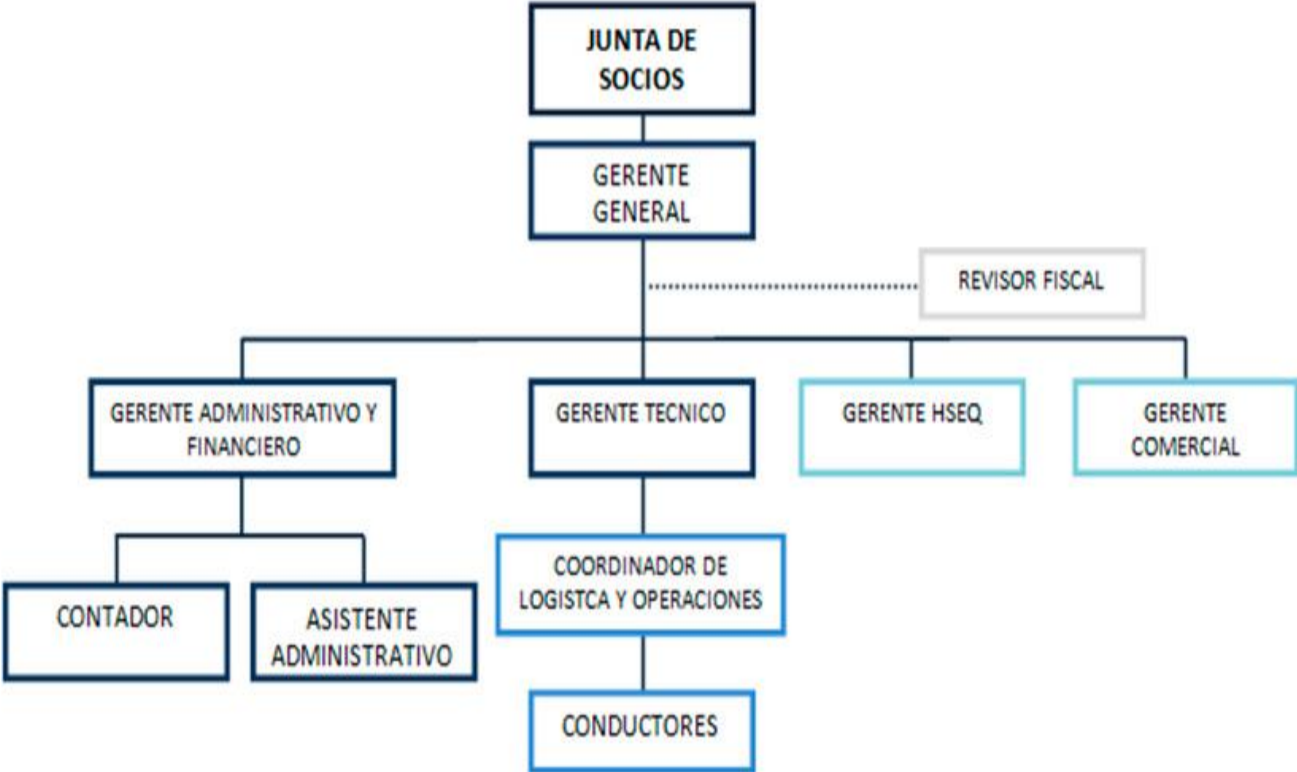 JUNTA DE
SOCIOS
GERENTE
GENERAL
REVISOR FISCAL
GERENTE ADMINISTRATIVO Y
FINANCIERO
GERENTE TECNICO
GERENTE HSEQ
GERENTE
COMERCIAL
CONTADOR
ASISTENTE
ADMINISTRATIVO
COORDINADOR DE
LOGISTCA Y OPERACIONES
CONDUCTORES